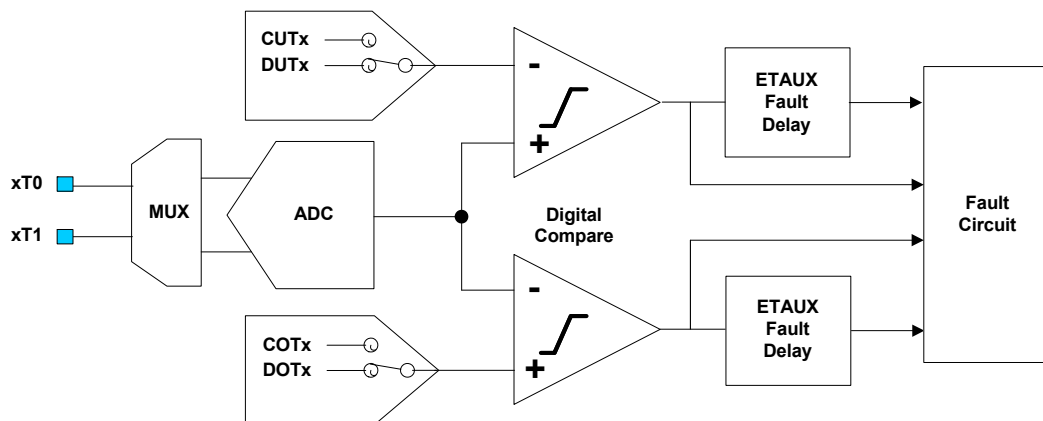 CUTx
DUTx
-
+
ETAUX
Fault
Delay
xT0
xT1
MUX
ADC
Digital
Compare
Fault
Circuit
-
+
ETAUX
Fault
Delay
COTx
DOTx